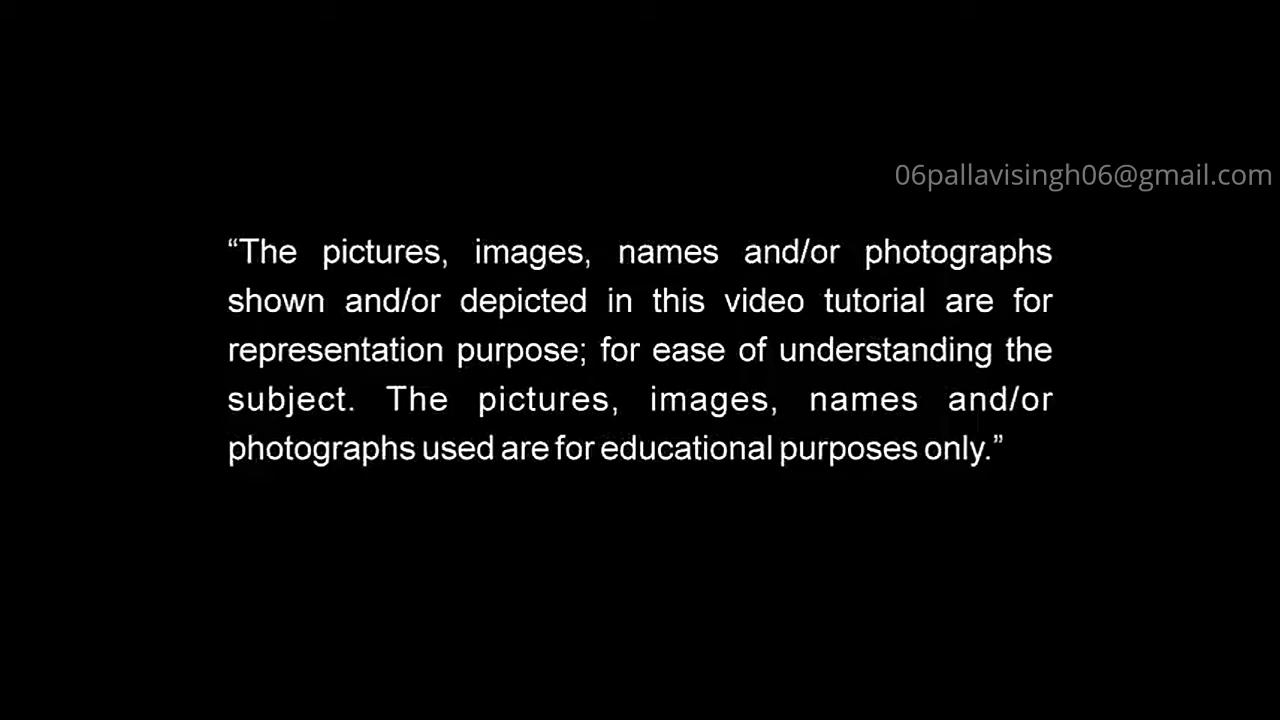 06pallavisingh06@gmail.com
“The pictures, images, names and/or photographs
shown and/or depicted in this video tutorial are for
representation purpose; for ease of understanding the
subject. The pictures, images, names and/or
photographs used are for educational purposes only.”